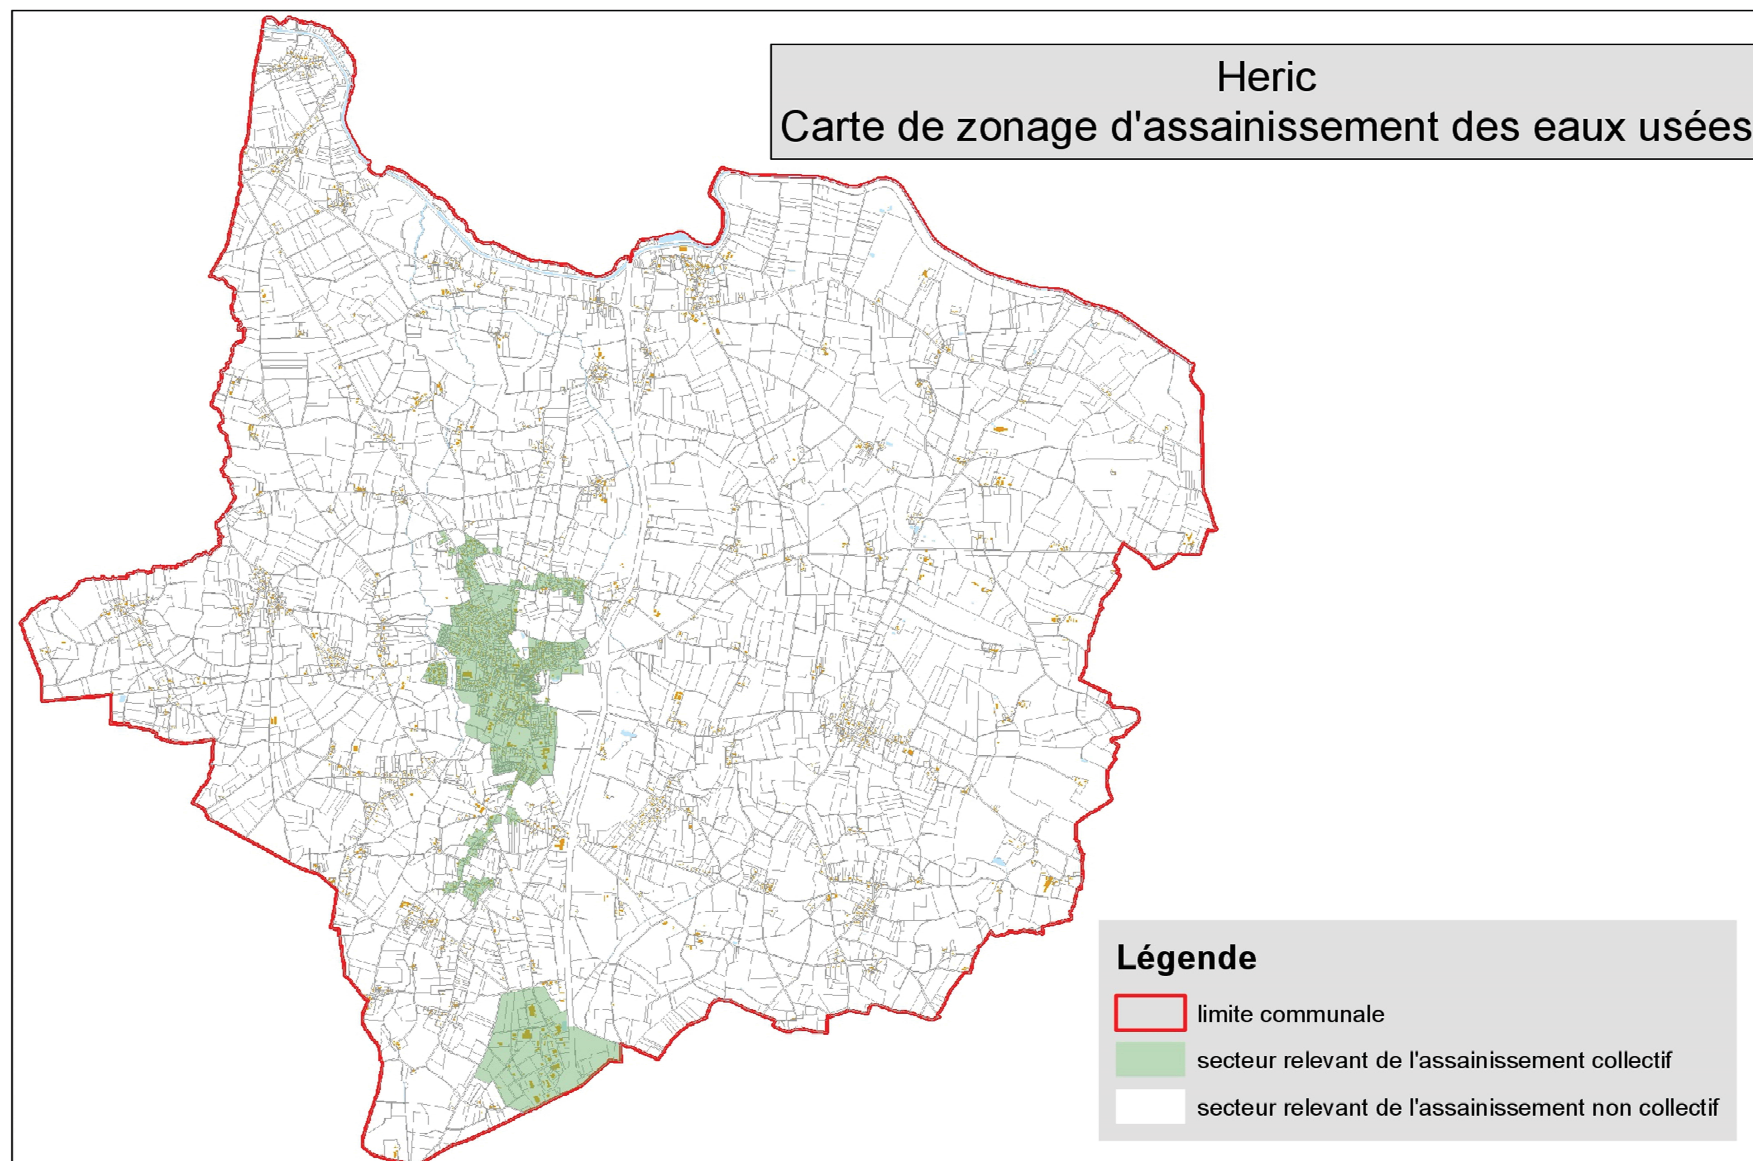 Heric
Carte de zonage d'assainissement des eaux usées
Légende
limite communale
secteur relevant de l'assainissement collectif
secteur relevant de l'assainissement non collectif